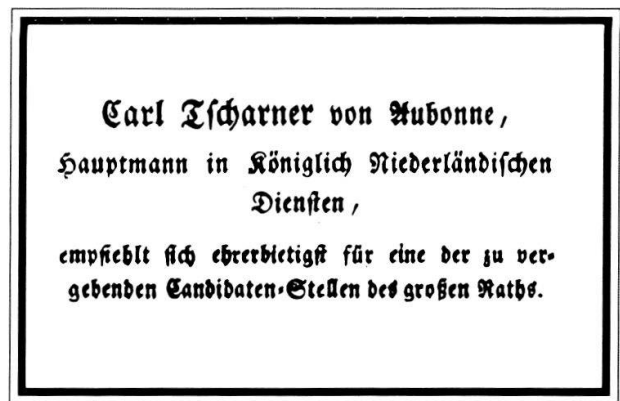 Carl Tscharner von Aubonne,
Hauptmann in Königlich Niederländischen
Diensten,
empfiehlt sich ehrerbietigst für eine der zu ver-
gebenden Candidaten-Stellen des großen Raths.